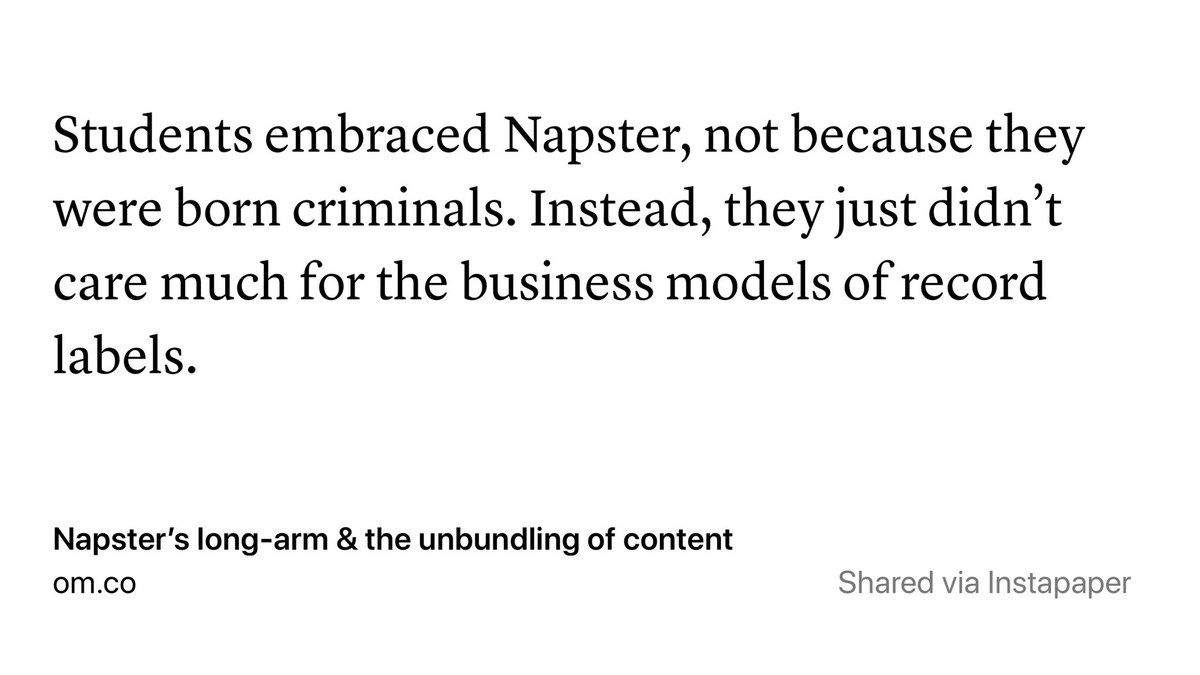 Students embraced Napster, not because they
were born criminals. Instead, they just didn’t
care much for the business models of record
labels.
Napster’s long-arm & the unbundling of content
om.co
Shared via Instapaper